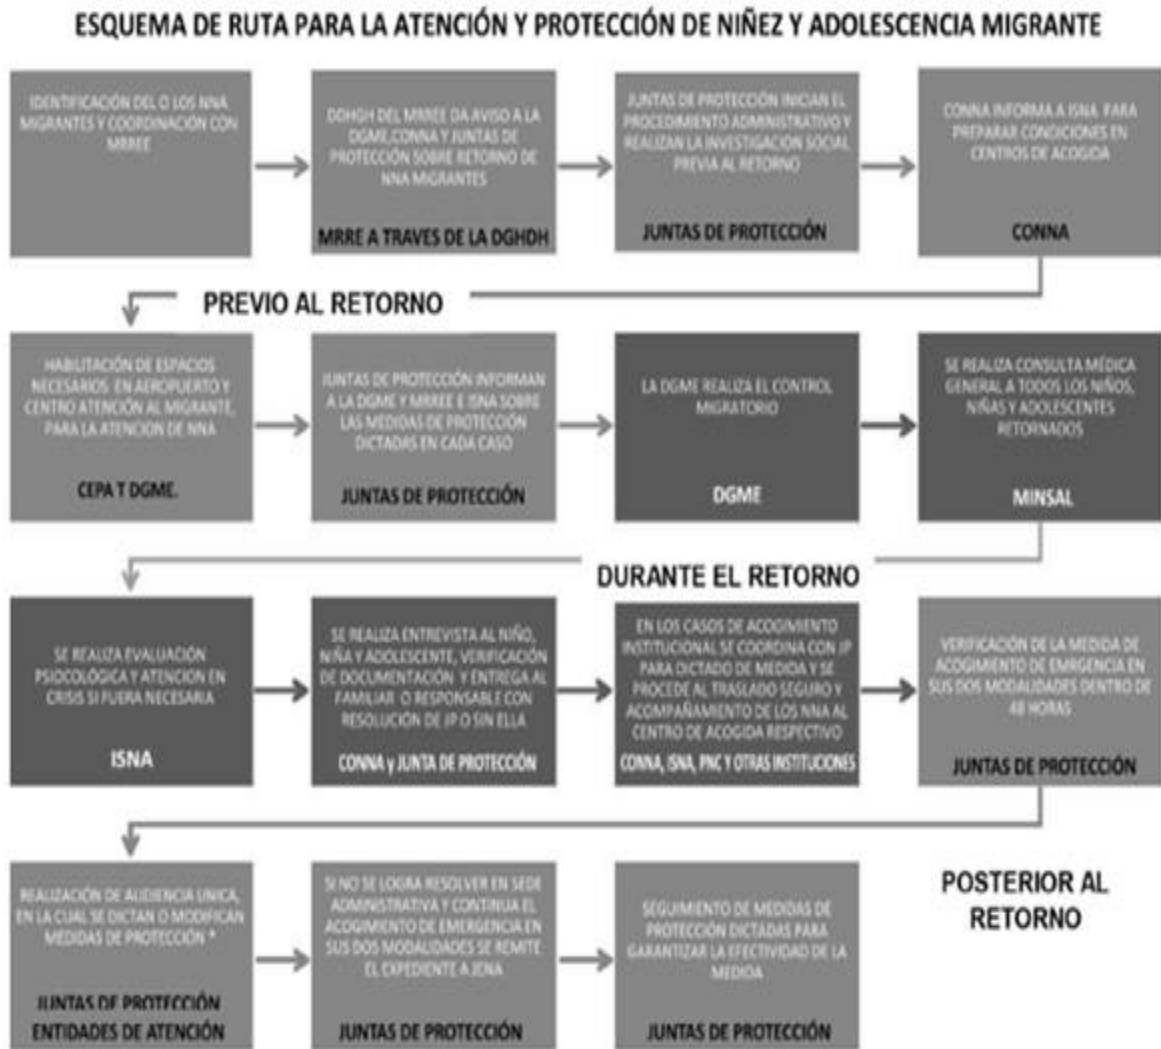 ESQUEMA DE RUTA PARA LA ATENCIÓN Y PROTECCIÓN DE NIÑEZ Y ADOLESCENCIA MIGRANTE
IDENTIFICACIÓN DEL O LOS NNA
MIGRANTES Y COORDINACIÓN CON
MRREE
DDHGH DEL MRREE DA AVISO A LA
DGME,CONNA Y JUNTAS DE
PROTECCIÓN SOBRE RETORNO DE
NNA MIGRANTES
MRRE A TRAVES DE LA DGHDH
JUNTAS DE PROTECCIÓN INICIAN EL
PROCEDIMIENTO ADMINISTRATIVO Y
REALIZAN LA INVESTIGACION SOCIAL
PREVIA AL RETORNO
JUNTAS DE PROTECCIÓN
CONNA INFORMA A ISNA PARA
PREPARAR CONDICIONES EN
CENTROS DE ACOGIDA
CONNA
PREVIO AL RETORNO
HABILITACIÓN DE ESPACIOS
NECESARIOS EN AEROPUERTO Y
CENTRO ATENCIÓN AL MIGRANTE,
PARA LA ATENCION DE NNA
CEPA T DGME.
JUNTAS DE PROTECCIÓN INFORMAN
A LA DGME Y MRREE E ISNA SOBRE
LAS MEDIDAS DE PROTECCIÓN
DICTADAS EN CADA CASO
JUNTAS DE PROTECCIÓN
LA DGME REALIZA EL CONTROL
MIGRATORIO
DGME
SE REALIZA CONSULTA MÉDICA
GENERAL A TODOS LOS NIÑOS,
NIÑAS Y ADOLESCENTES
RETORNADOS
MINSAL
DURANTE EL RETORNO
SE REALIZA EVALUACIÓN
PSIOCOLÓGICA Y ATENCION EN
CRISIS SI FUERA NECESARIA
ISNA
SE REALIZA ENTREVISTA AL NIÑO,
NIÑA Y ADOLESCENTE, VERIFICACIÓN
DE DOCUMENTACIÓN Y ENTREGA AL
FAMILIAR O RESPONSABLE CON
RESOLUCIÓN DE JP O SIN ELLA
CONNA y JUNTA DE PROTECCIÓN
EN LOS CASOS DE ACOGIMIENTO
INSTITUCIONAL SE COORDINA CON JP
PARA DICTADO DE MEDIDA Y SE
PROCEDE AL TRASLADO SEGURO Y
ACOMPAÑAMIENTO DE LOS NNA AL
CENTRO DE ACOGIDA RESPECTIVO
CONNA, ISNA, PNC Y OTRAS INSTITUCIONES
VERIFICACIÓN DE LA MEDIDA DE
ACOGIMIENTO DE EMRGENCIA EN
SUS DOS MODALIDADES DENTRO DE
48 HORAS
JUNTAS DE PROTECCIÓN
REALIZACIÓN DE AUDIENCIA UNICA,
EN LA CUAL SE DICTAN O MODIFICAN
MEDIDAS DE PROTECCIÓN *
JUNTAS DE PROTECCIÓN
ENTIDADES DE ATENCIÓN
SI NO SE LOGRA RESOLVER EN SEDE
ADMINISTRATIVA Y CONTINUA EL
ACOGIMIENTO DE EMERGENCIA EN
SUS DOS MODALIDADES SE REMITE
EL EXPEDIENTE A JENA
JUNTAS DE PROTECCIÓN
SEGUIMIENTO DE MEDIDAS DE
PROTECCIÓN DICTADAS PARA
GARANTIZAR LA EFECTIVIDAD DE LA
MEDIDA
JUNTAS DE PROTECCIÓN
POSTERIOR AL
RETORNO